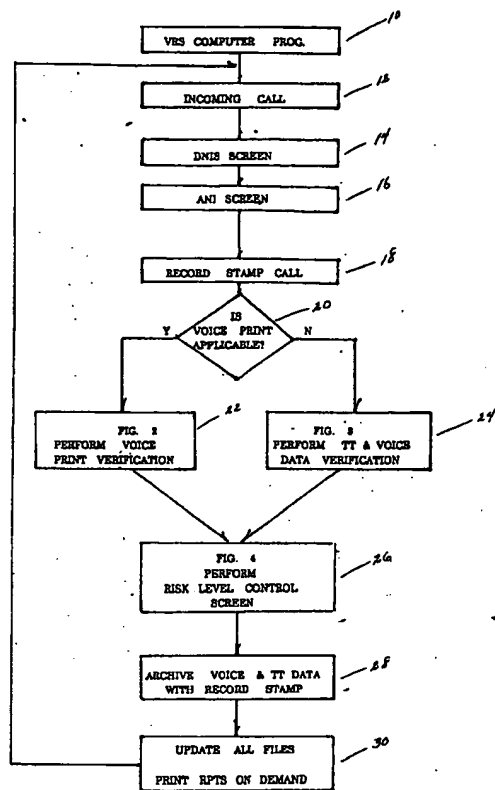 10
VRS COMPUTER PROG.
12
INCOMING CALL
14
DNIS SCREEN
16
ANI SCREEN
18
RECORD STAMP CALL
20
IS
VOICE PRINT
APPLICABLE?
Y
N
22
FIG. 2
PERFORM VOICE
PRINT VERIFICATION
24
FIG. 3
PERFORM TT & VOICE
DATA VERIFICATION
26
FIG. 4
PERFORM
RISK LEVEL CONTROL
SCREEN
28
ARCHIVE VOICE & TT DATA
WITH RECORD STAMP
30
UPDATE ALL FILES
PRINT RPTS ON DEMAND